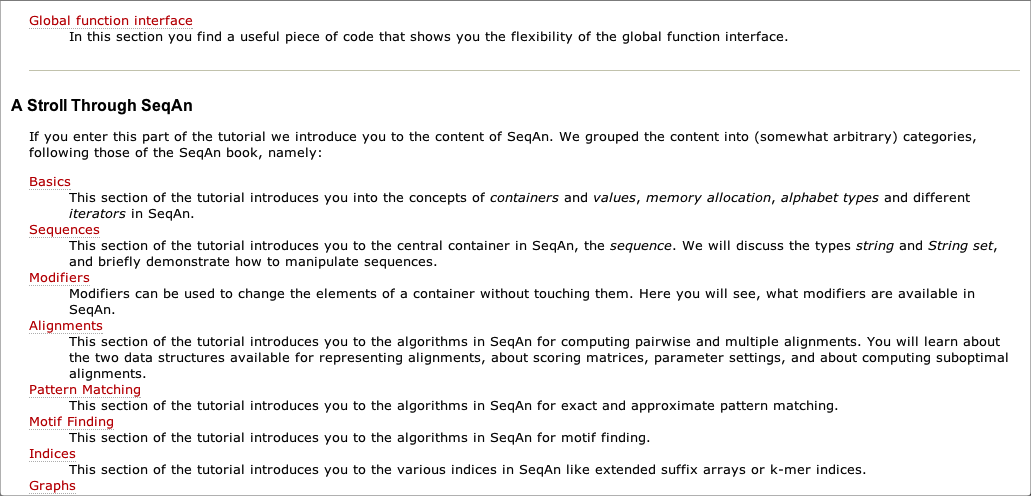 Global function interface
In this section you find a useful piece of code that shows you the flexibility of the global function interface.
A Stroll Through SeqAn
If you enter this part of the tutorial we introduce you to the content of SeqAn. We grouped the content into (somewhat arbitrary) categories,
following those of the SeqAn book, namely:
Basics
This section of the tutorial introduces you into the concepts of containers and values, memory allocation, alphabet types and different
iterators in SeqAn.
Sequences
This section of the tutorial introduces you to the central container in SeqAn, the sequence. We will discuss the types string and String set,
and briefly demonstrate how to manipulate sequences.
Modifiers
Modifiers can be used to change the elements of a container without touching them. Here you will see, what modifiers are available in
SeqAn.
Alignments
This section of the tutorial introduces you to the algorithms in SeqAn for computing pairwise and multiple alignments. You will learn about
the two data structures available for representing alignments, about scoring matrices, parameter settings, and about computing suboptimal
alignments.
Pattern Matching
This section of the tutorial introduces you to the algorithms in SeqAn for exact and approximate pattern matching.
Motif Finding
This section of the tutorial introduces you to the algorithms in SeqAn for motif finding.
Indices
This section of the tutorial introduces you to the various indices in SeqAn like extended suffix arrays or k-mer indices.
Graphs